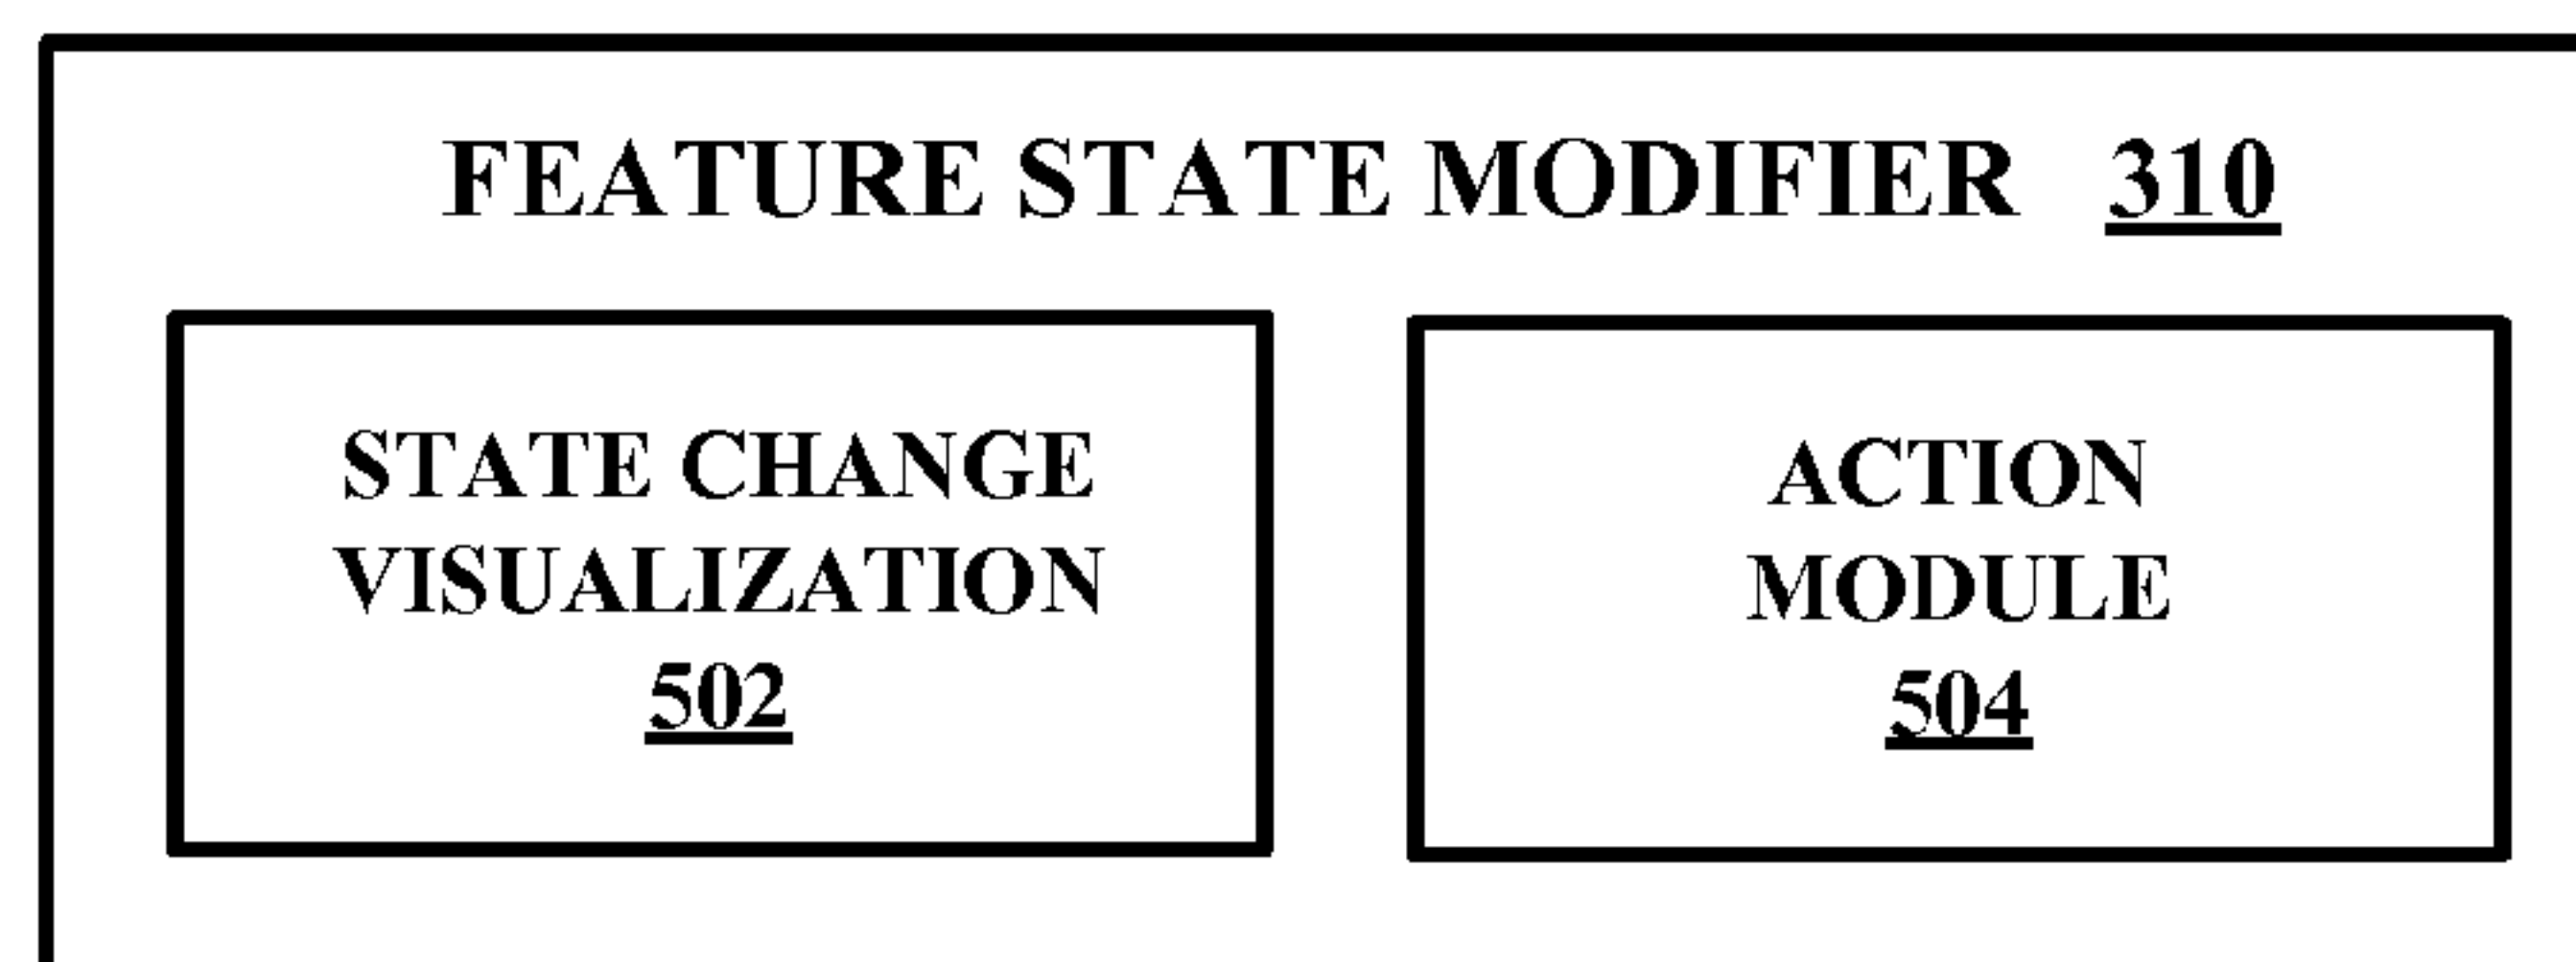 FEATURE STATE MODIFIER 310
STATE CHANGE
VISUALIZATION
502
ACTION
MODULE
504